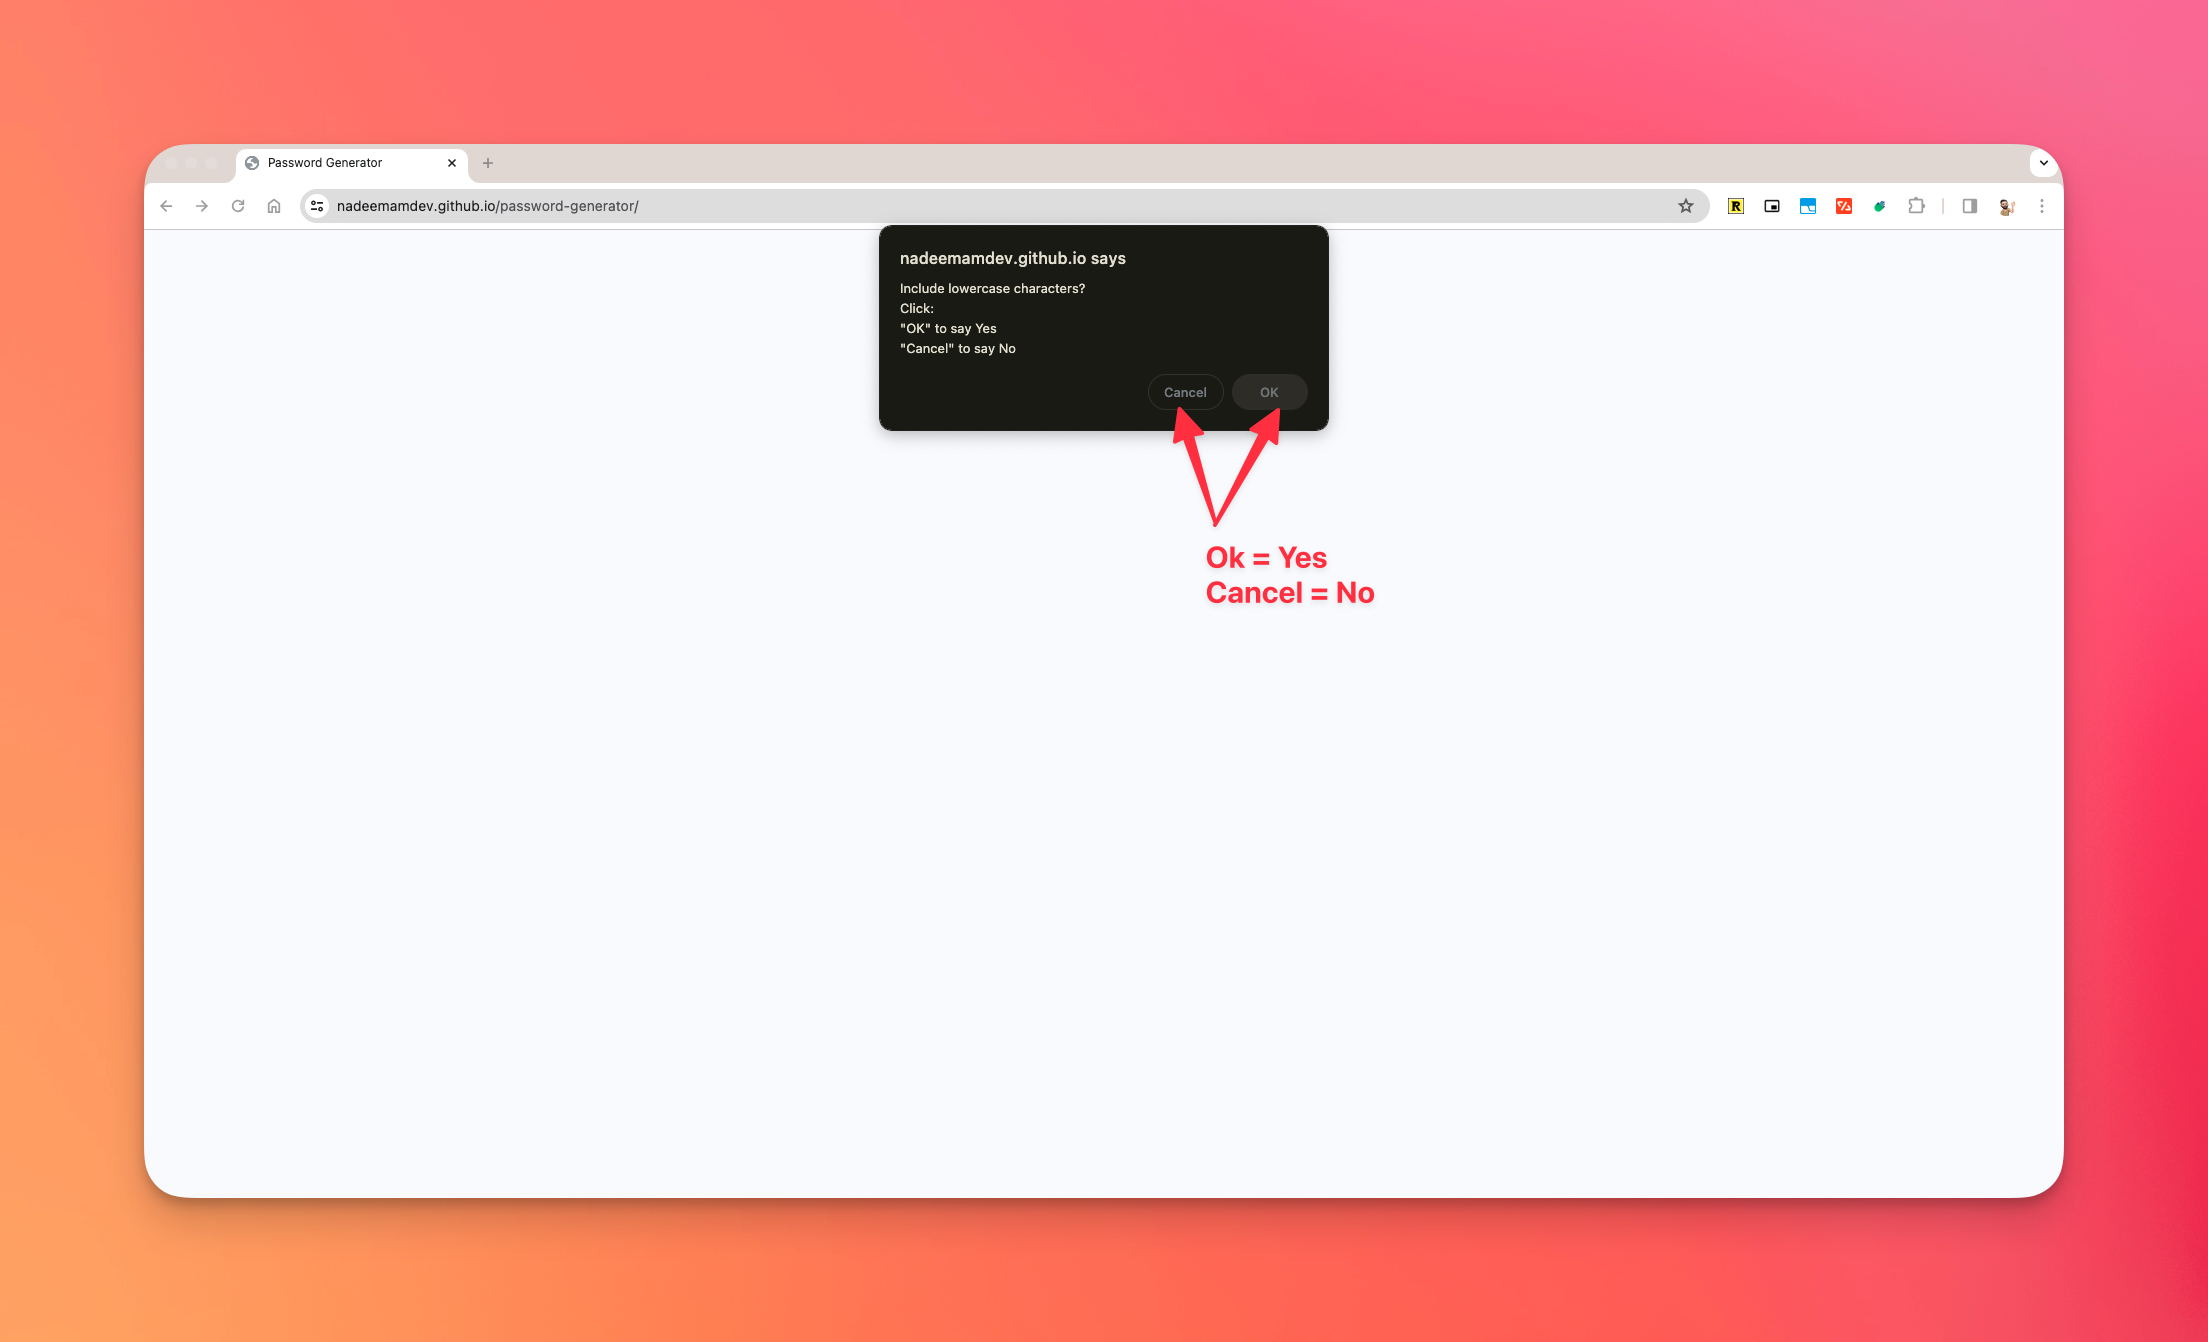 Password Generator
nadeemamdev.github.io/password-generator/
nadeemamdev.github.io says
Include lowercase characters?
Click:
"OK" to say Yes
"Cancel" to say No
Cancel OK
Ok = Yes
Cancel = No